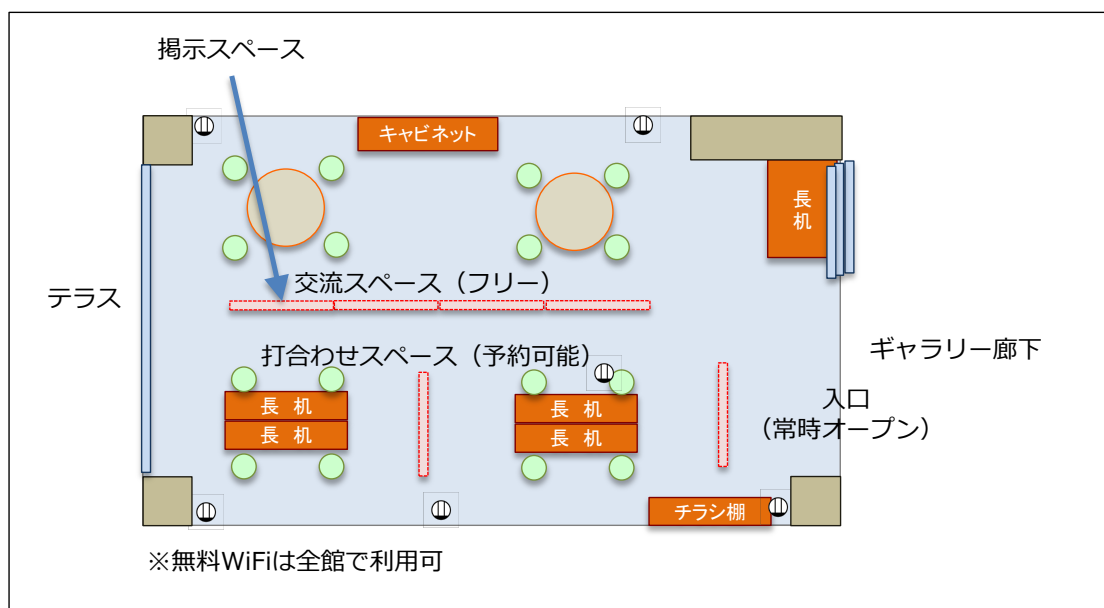 掲示スペース
キャビネット
長
机
交流スペース（フリー）
テラス
打合わせスペース（予約可能）
ギャラリー廊下
入口
（常時オープン）
長 机
長 机
長 机
長 机
チラシ棚
※無料WiFiは全館で利用可